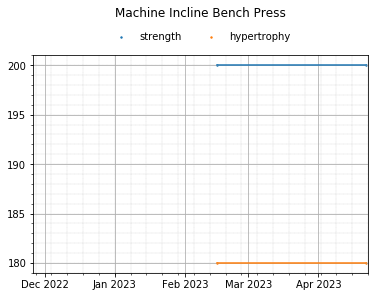 Machine Incline Bench Press
strength hypertrophy
200
195
190
185
180
Dec 2022 Jan 2023 Feb 2023 Mar 2023 Apr 2023